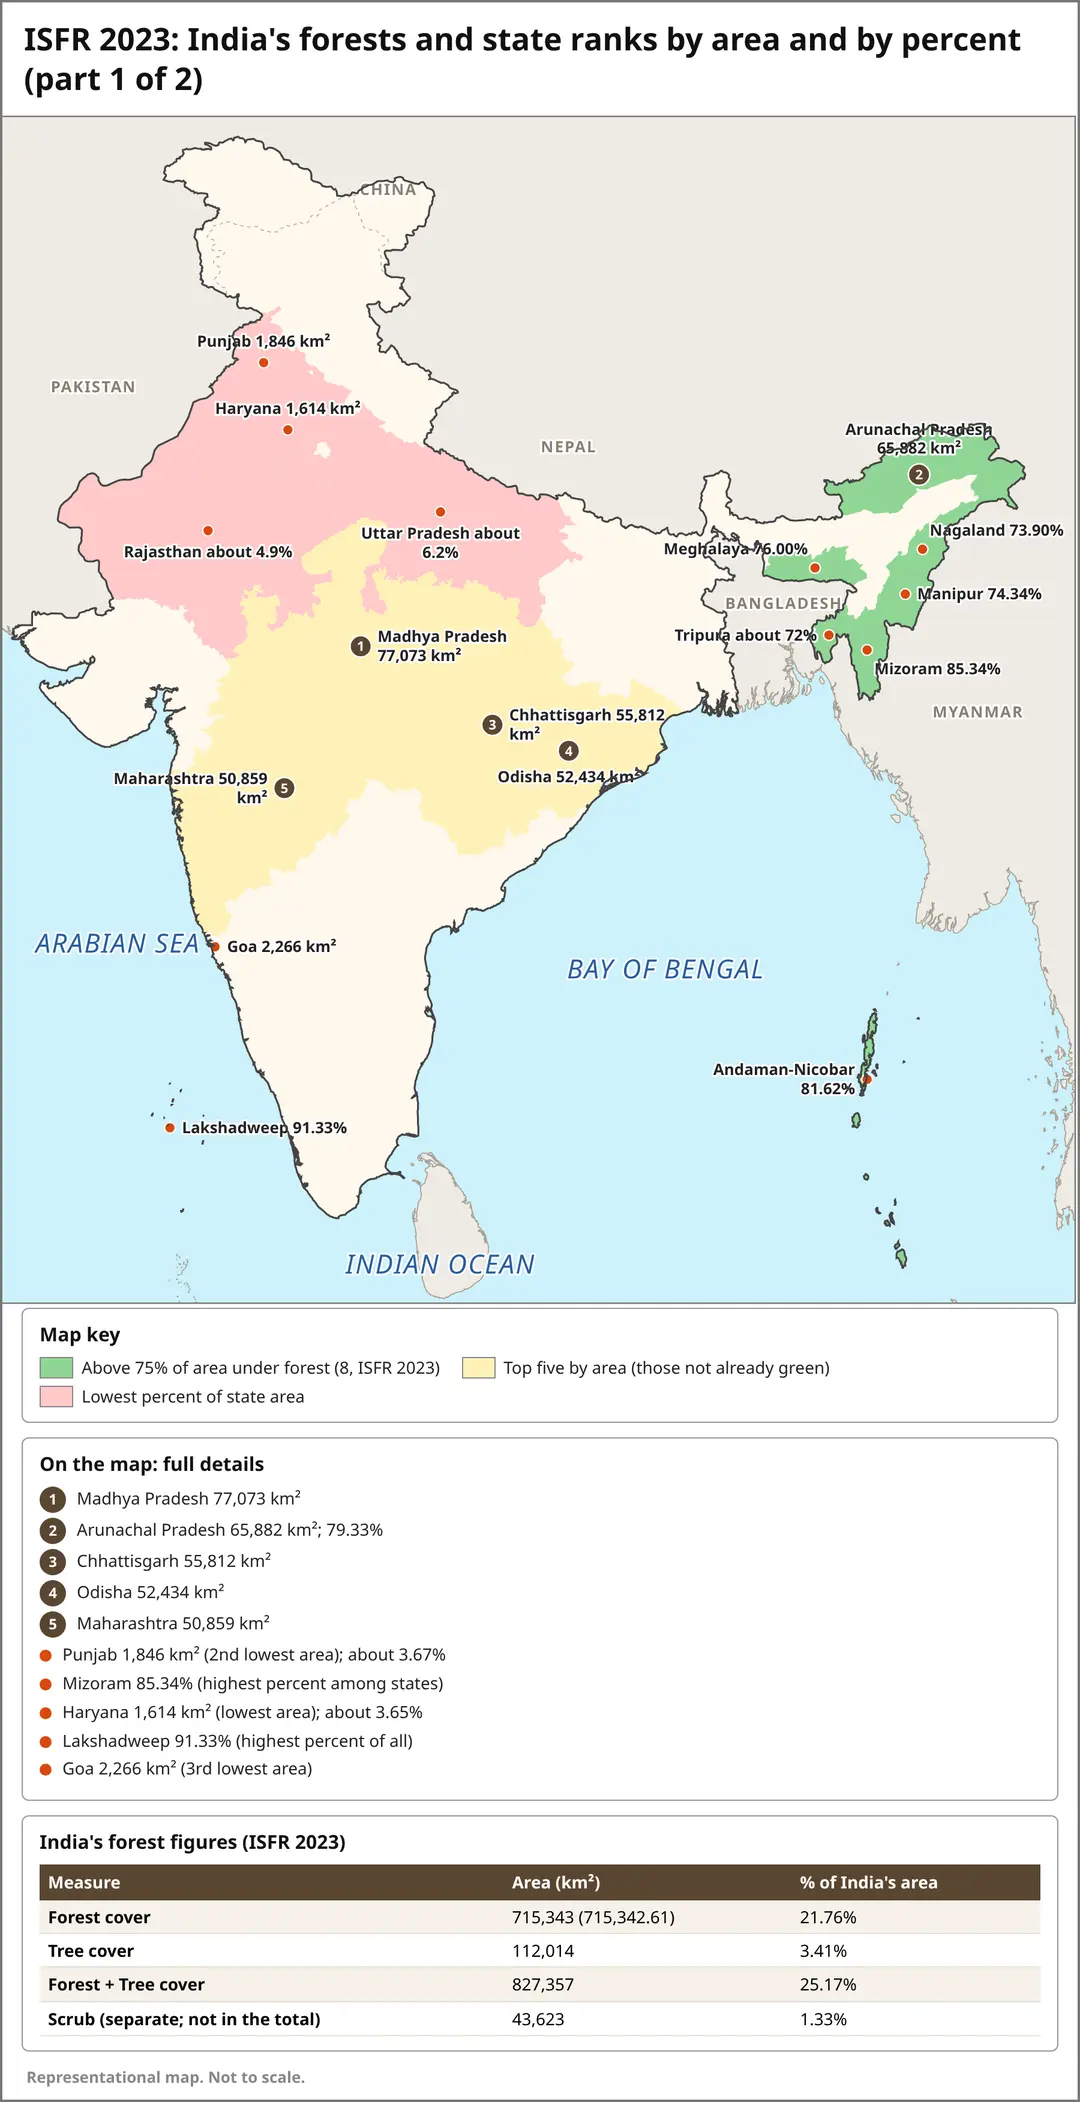 ISFR 2023: India's forests and state ranks by area and by percent
(part 1 of 2)
CHINA
Punjab 1,846 km²
PAKISTAN
Haryana 1,614 km²
NEPAL
Arunachal Pradesh
65,882 km²
2
Rajasthan about 4.9%
Uttar Pradesh about
6.2%
Nagaland 73.90%
Meghalaya 76.00%
Manipur 74.34%
BANGLADESH
Tripura about 72%
Mizoram 85.34%
1
Madhya Pradesh
77,073 km²
MYANMAR
3
Chhattisgarh 55,812
km²
4
Odisha 52,434 km²
Maharashtra 50,859
km²
5
ARABIAN SEA
Goa 2,266 km²
BAY OF BENGAL
Andaman-Nicobar
81.62%
Lakshadweep 91.33%
INDIAN OCEAN
Map key
Above 75% of area under forest (8, ISFR 2023)
Top five by area (those not already green)
Lowest percent of state area
On the map: full details
1 Madhya Pradesh 77,073 km²
2 Arunachal Pradesh 65,882 km²; 79.33%
3 Chhattisgarh 55,812 km²
4 Odisha 52,434 km²
5 Maharashtra 50,859 km²
Punjab 1,846 km² (2nd lowest area); about 3.67%
Mizoram 85.34% (highest percent among states)
Haryana 1,614 km² (lowest area); about 3.65%
Lakshadweep 91.33% (highest percent of all)
Goa 2,266 km² (3rd lowest area)
India's forest figures (ISFR 2023)
Measure Area (km²) % of India's area
Forest cover 715,343 (715,342.61) 21.76%
Tree cover 112,014 3.41%
Forest + Tree cover 827,357 25.17%
Scrub (separate; not in the total) 43,623 1.33%
Representational map. Not to scale.